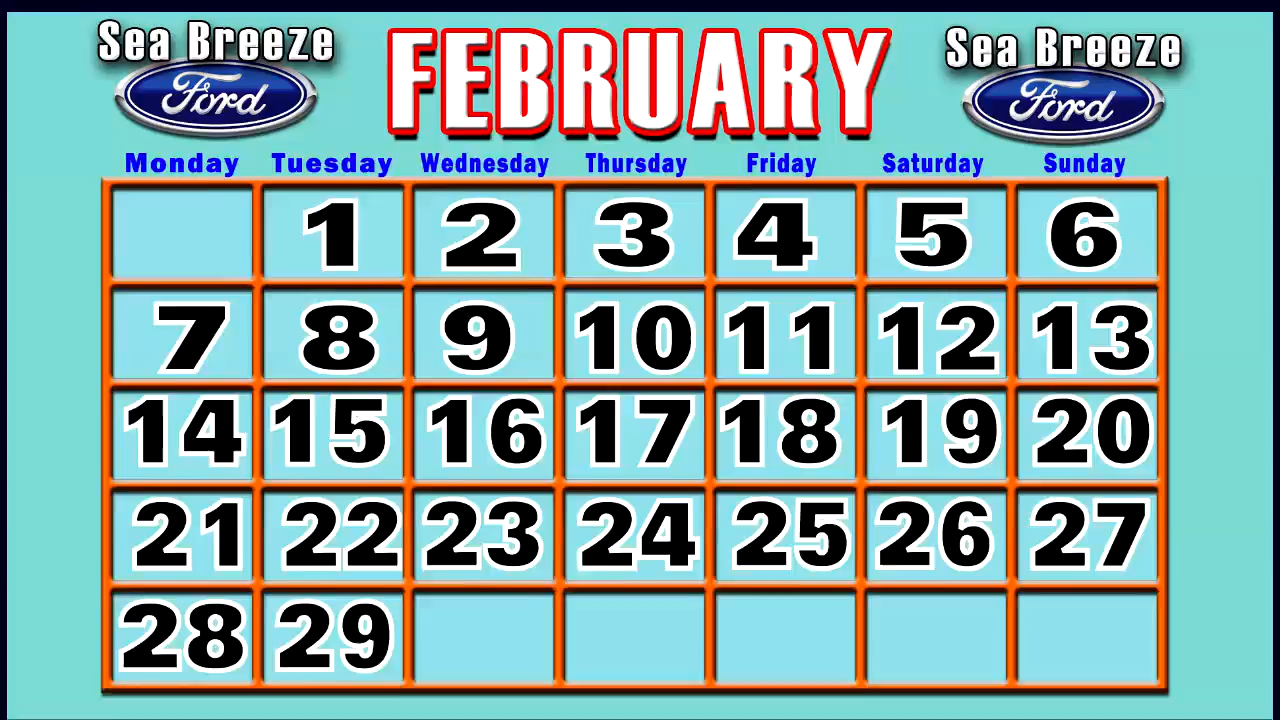 Sea Breeze FEBRUARY Sea Breeze
Ford Ford
Monday Tuesday Wednesday Thursday Friday Saturday Sunday
1 2 3 4 5 6
7 8 9 10 11 12 13
14 15 16 17 18 19 20
21 22 23 24 25 26 27
28 29